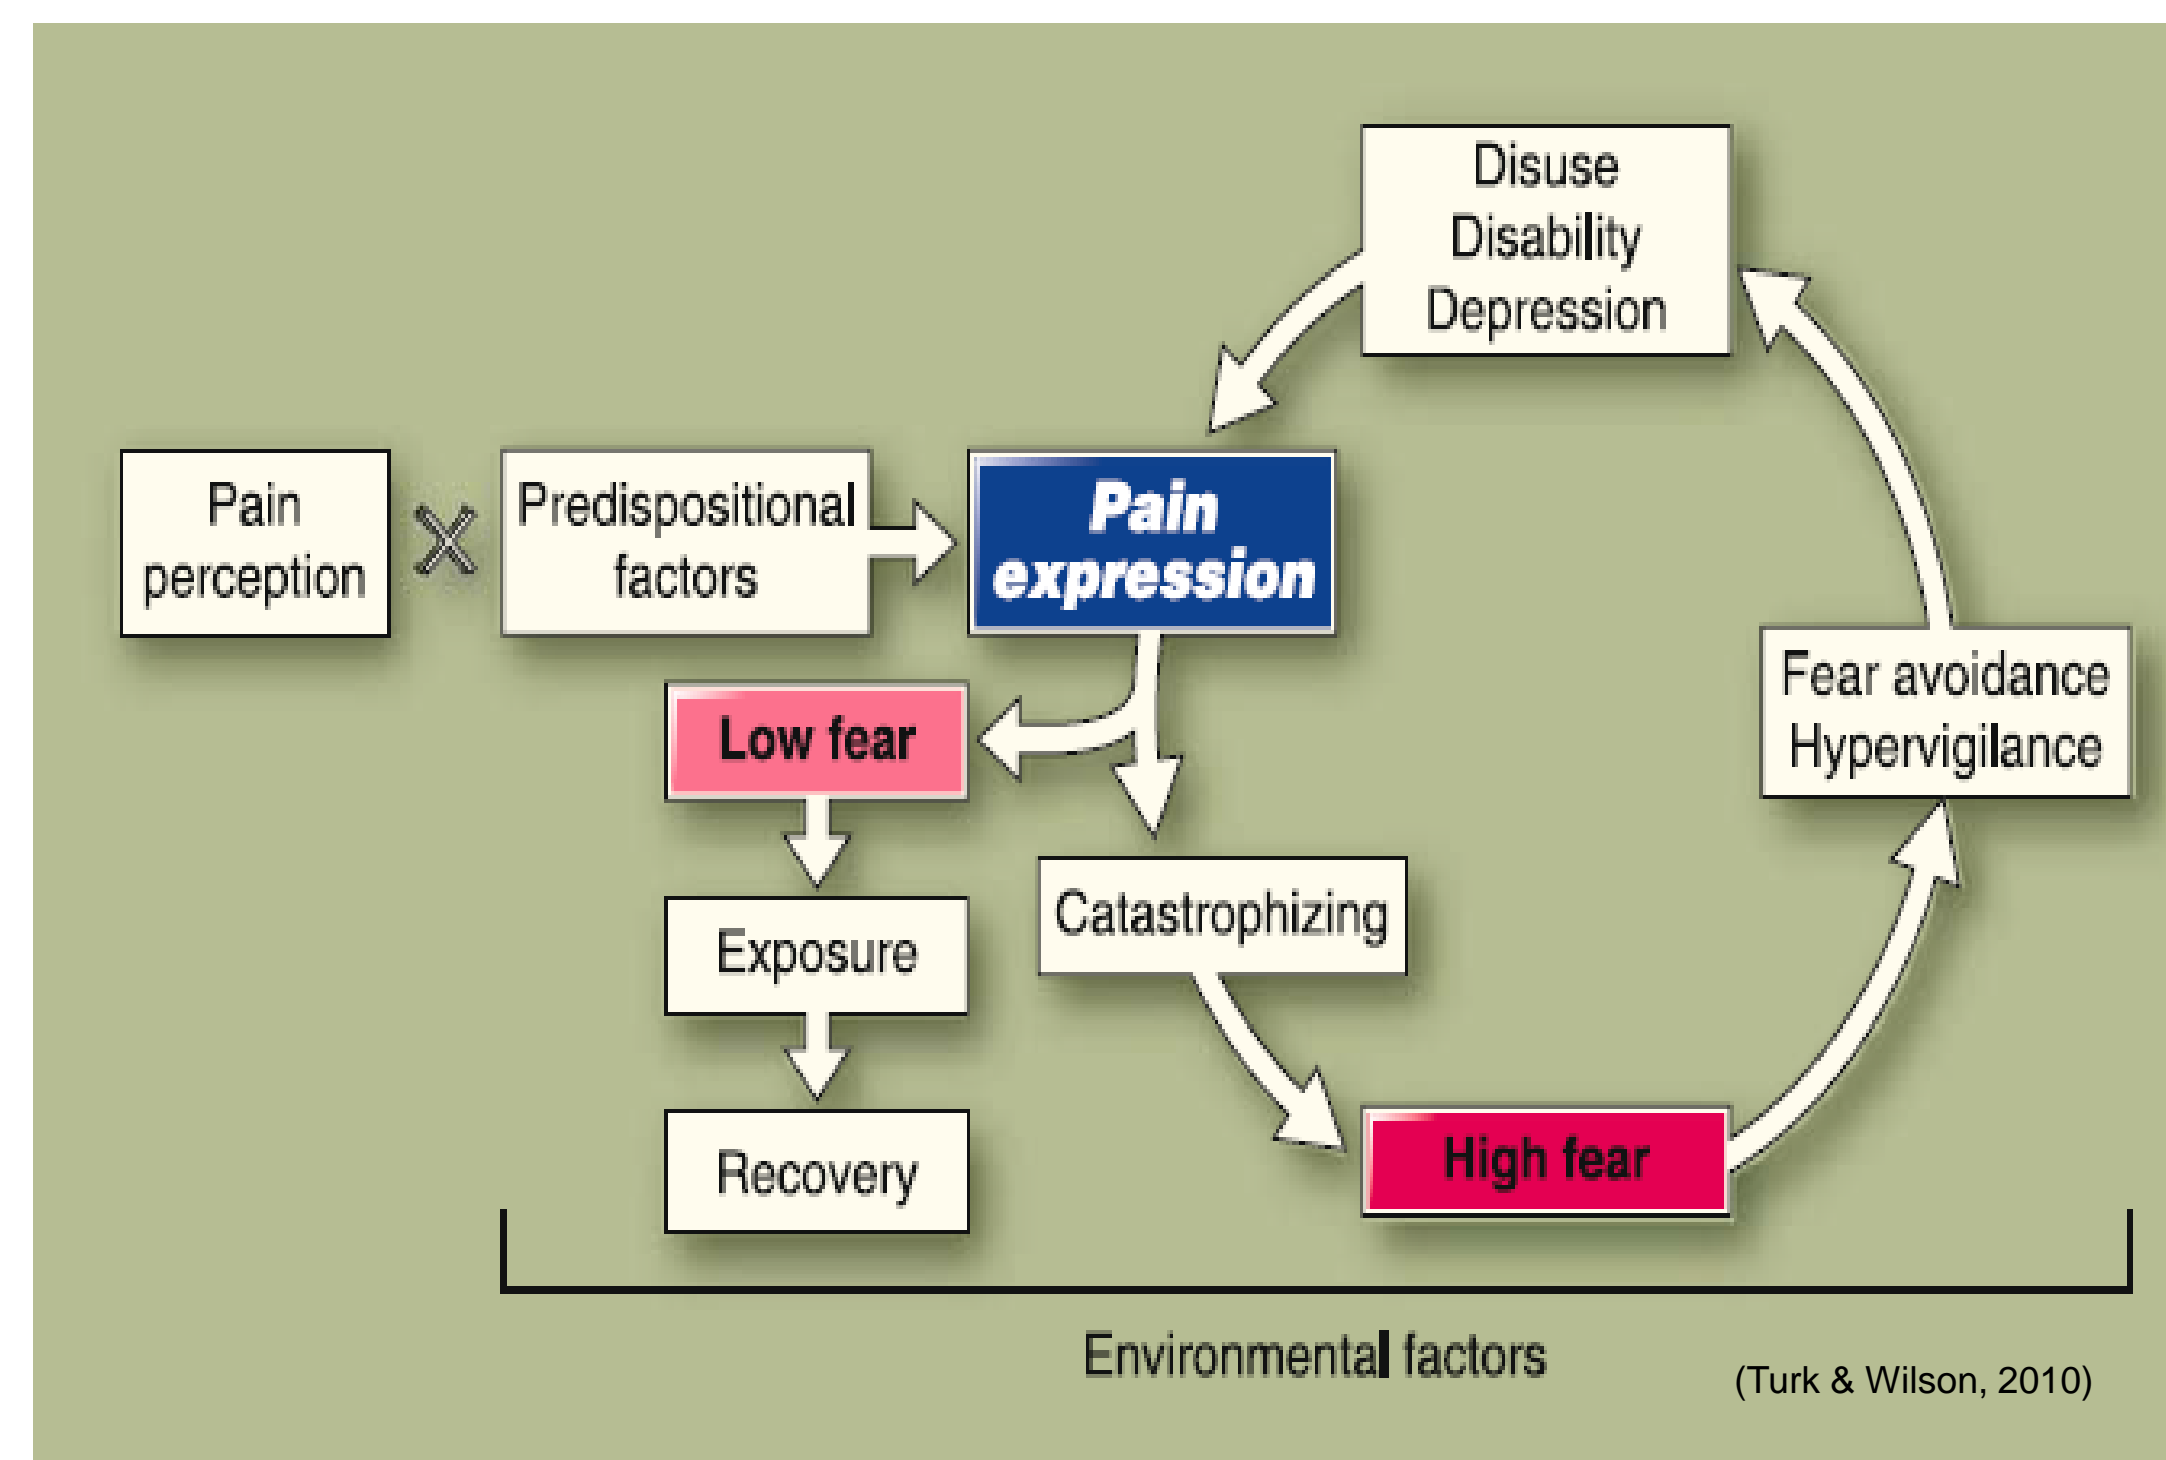 Disuse
Disability
Depression
Pain
perception
Predispositional
factors
Pain
expression
Low fear
Fear avoidance
Hypervigilance
Exposure
Catastrophizing
Recovery
High fear
Environmental factors
(Turk & Wilson, 2010)